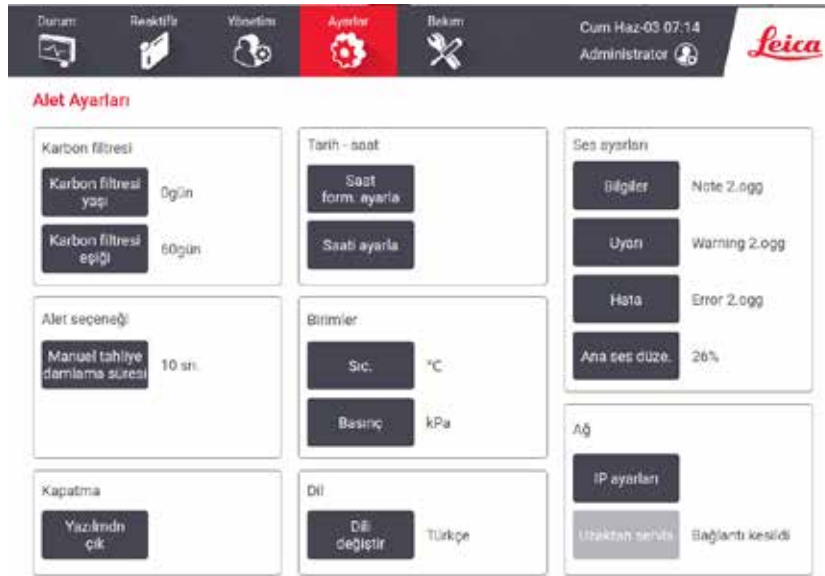 Durum
Reaktifle
Yönetim
Ayarlar
Bakım
Cum Haz-03 07:14
Administrator
Leica
Alet Ayarları
Karbon filtresi
Karbon filtresi
yaşı
0gün
Karbon filtresi
eşiği
60gün
Tarih - saat
Saat
form. ayarla
Saati ayarla
Ses ayarları
Bilgiler
Note 2.ogg
Uyarı
Warning 2.ogg
Hata
Error 2.ogg
Ana ses düze.
26%
Alet seçeneği
Manuel tahliye
damlama süresi
10 sn.
Birimler
Sıc.
°C
Basınç
kPa
Ağ
IP ayarları
Uzaktan servis
Bağlantı kesildi
Kapatma
Yazılmdn
çık
Dil
Dili
değiştir
Türkçe